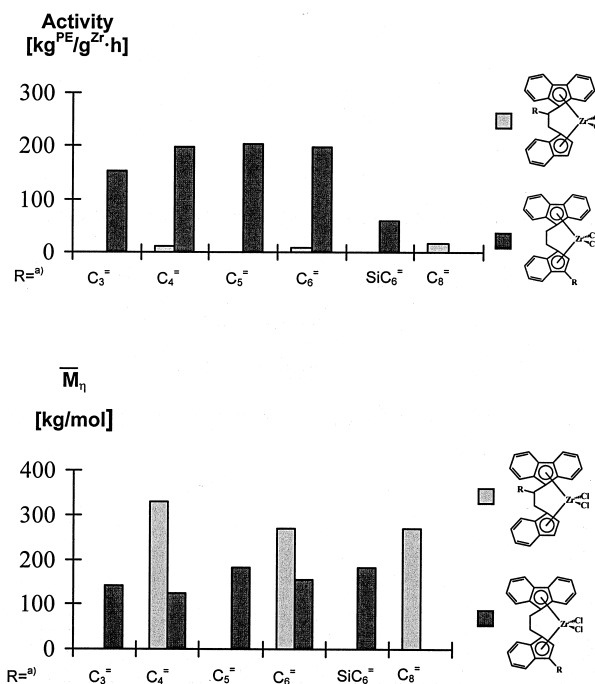 Activity
[kg^PE/g^Zr·h]
300
200
100
0
R=a) C3= C4= C5= C6= SiC6= C8=
R
Zr
Zr Cl
Cl
R
M̅η
[kg/mol]
400
300
200
100
0
R=a) C3= C4= C5= C6= SiC6= C8=
R
Zr Cl
Cl
Zr Cl
Cl
R